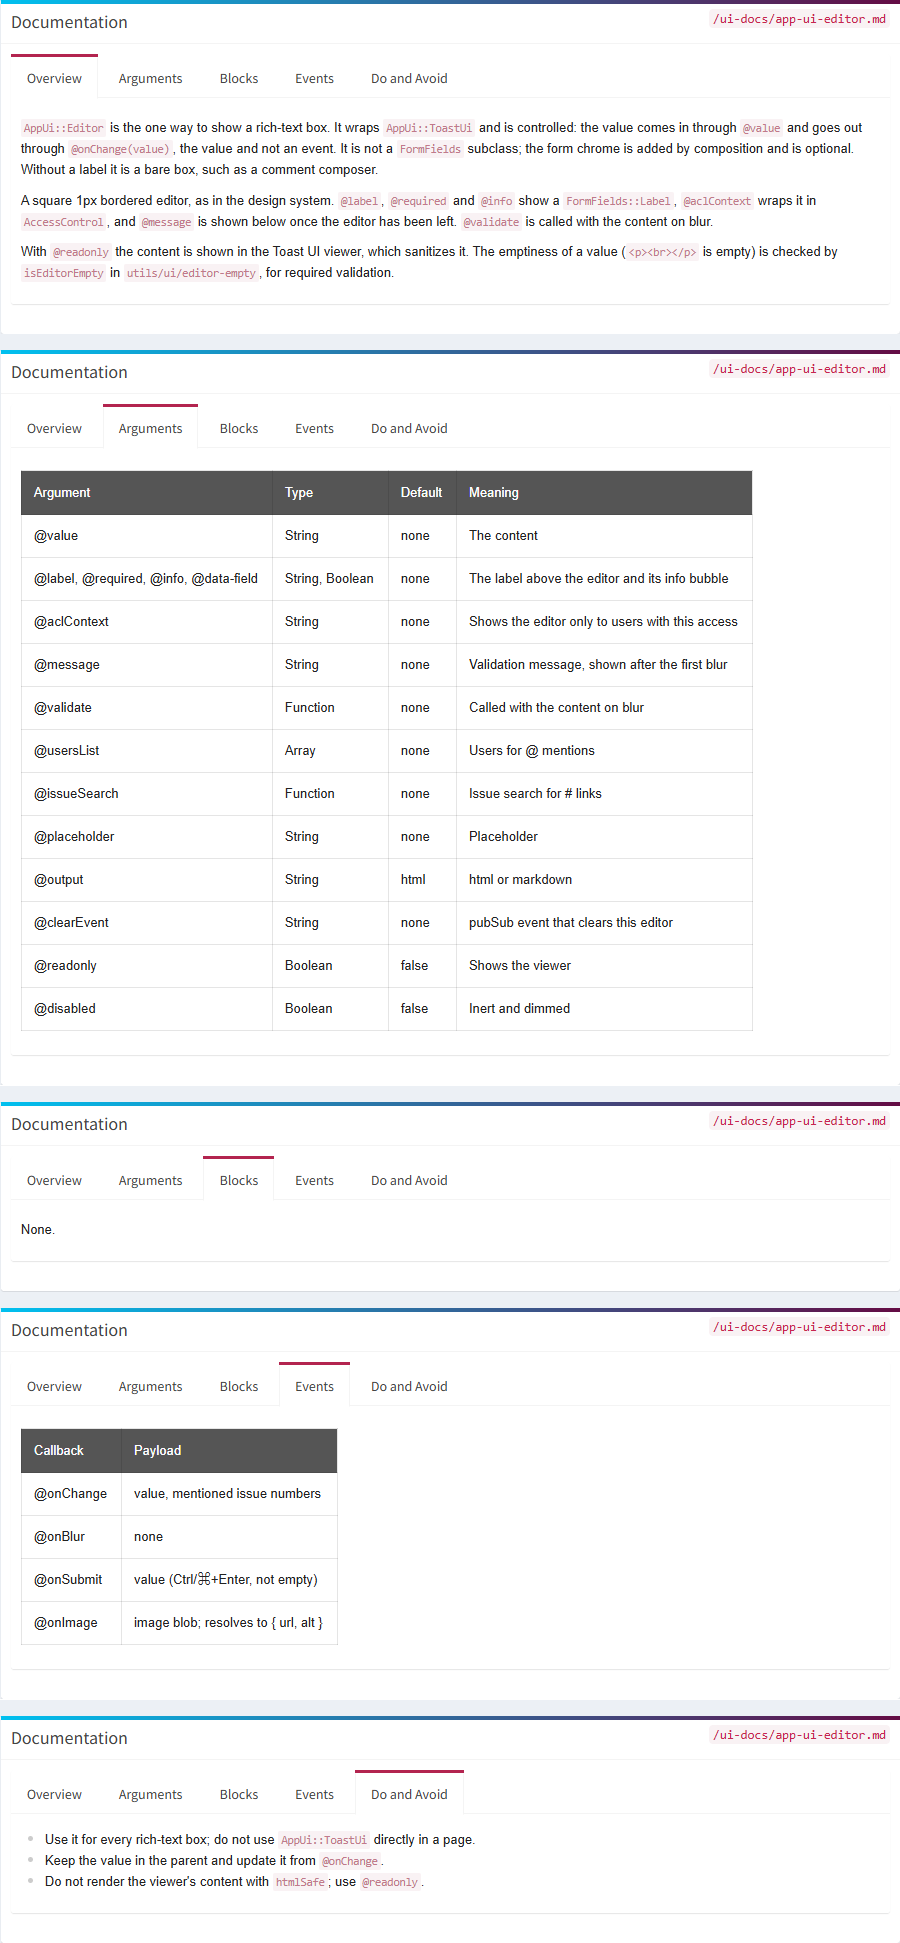 Documentation
/ui-docs/app-ui-editor.md
Overview Arguments Blocks Events Do and Avoid
AppUi::Editor is the one way to show a rich-text box. It wraps AppUi::ToastUi and is controlled: the value comes in through @value and goes out
through @onChange(value), the value and not an event. It is not a FormFields subclass; the form chrome is added by composition and is optional.
Without a label it is a bare box, such as a comment composer.
A square 1px bordered editor, as in the design system. @label, @required and @info show a FormFields::Label, @aclContext wraps it in
AccessControl, and @message is shown below once the editor has been left. @validate is called with the content on blur.
With @readonly the content is shown in the Toast UI viewer, which sanitizes it. The emptiness of a value (<p><br></p> is empty) is checked by
isEditorEmpty in utils/ui/editor-empty, for required validation.
Documentation
/ui-docs/app-ui-editor.md
Overview Arguments Blocks Events Do and Avoid
Argument Type Default Meaning
@value String none The content
@label, @required, @info, @data-field String, Boolean none The label above the editor and its info bubble
@aclContext String none Shows the editor only to users with this access
@message String none Validation message, shown after the first blur
@validate Function none Called with the content on blur
@usersList Array none Users for @ mentions
@issueSearch Function none Issue search for # links
@placeholder String none Placeholder
@output String html html or markdown
@clearEvent String none pubSub event that clears this editor
@readonly Boolean false Shows the viewer
@disabled Boolean false Inert and dimmed
Documentation
/ui-docs/app-ui-editor.md
Overview Arguments Blocks Events Do and Avoid
None.
Documentation
/ui-docs/app-ui-editor.md
Overview Arguments Blocks Events Do and Avoid
Callback Payload
@onChange value, mentioned issue numbers
@onBlur none
@onSubmit value (Ctrl/⌘+Enter, not empty)
@onImage image blob; resolves to { url, alt }
Documentation
/ui-docs/app-ui-editor.md
Overview Arguments Blocks Events Do and Avoid
Use it for every rich-text box; do not use AppUi::ToastUi directly in a page.
Keep the value in the parent and update it from @onChange.
Do not render the viewer's content with htmlSafe; use @readonly.